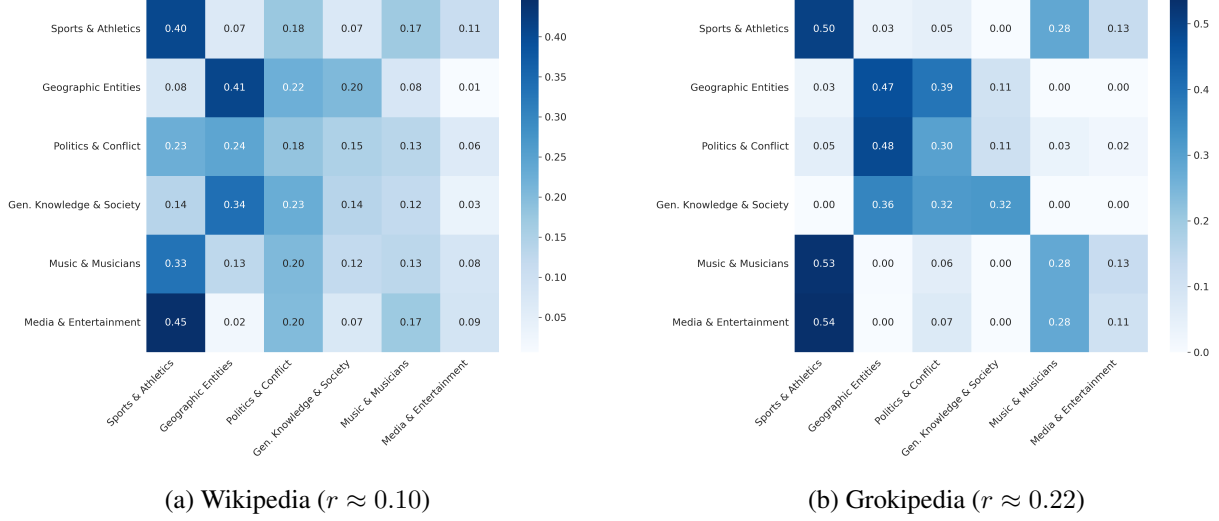 Sports & Athletics 0.40 0.07 0.18 0.07 0.17 0.11
Geographic Entities 0.08 0.41 0.22 0.20 0.08 0.01
Politics & Conflict 0.23 0.24 0.18 0.15 0.13 0.06
Gen. Knowledge & Society 0.14 0.34 0.23 0.14 0.12 0.03
Music & Musicians 0.33 0.13 0.20 0.12 0.13 0.08
Media & Entertainment 0.45 0.02 0.20 0.07 0.17 0.09
Sports & Athletics
Geographic Entities
Politics & Conflict
Gen. Knowledge & Society
Music & Musicians
Media & Entertainment
0.40
0.35
0.30
0.25
0.20
0.15
0.10
0.05
(a) Wikipedia (r ≈ 0.10)
Sports & Athletics 0.50 0.03 0.05 0.00 0.28 0.13
Geographic Entities 0.03 0.47 0.39 0.11 0.00 0.00
Politics & Conflict 0.05 0.48 0.30 0.11 0.03 0.02
Gen. Knowledge & Society 0.00 0.36 0.32 0.32 0.00 0.00
Music & Musicians 0.53 0.00 0.06 0.00 0.28 0.13
Media & Entertainment 0.54 0.00 0.07 0.00 0.28 0.11
Sports & Athletics
Geographic Entities
Politics & Conflict
Gen. Knowledge & Society
Music & Musicians
Media & Entertainment
0.5
0.4
0.3
0.2
0.1
0.0
(b) Grokipedia (r ≈ 0.22)